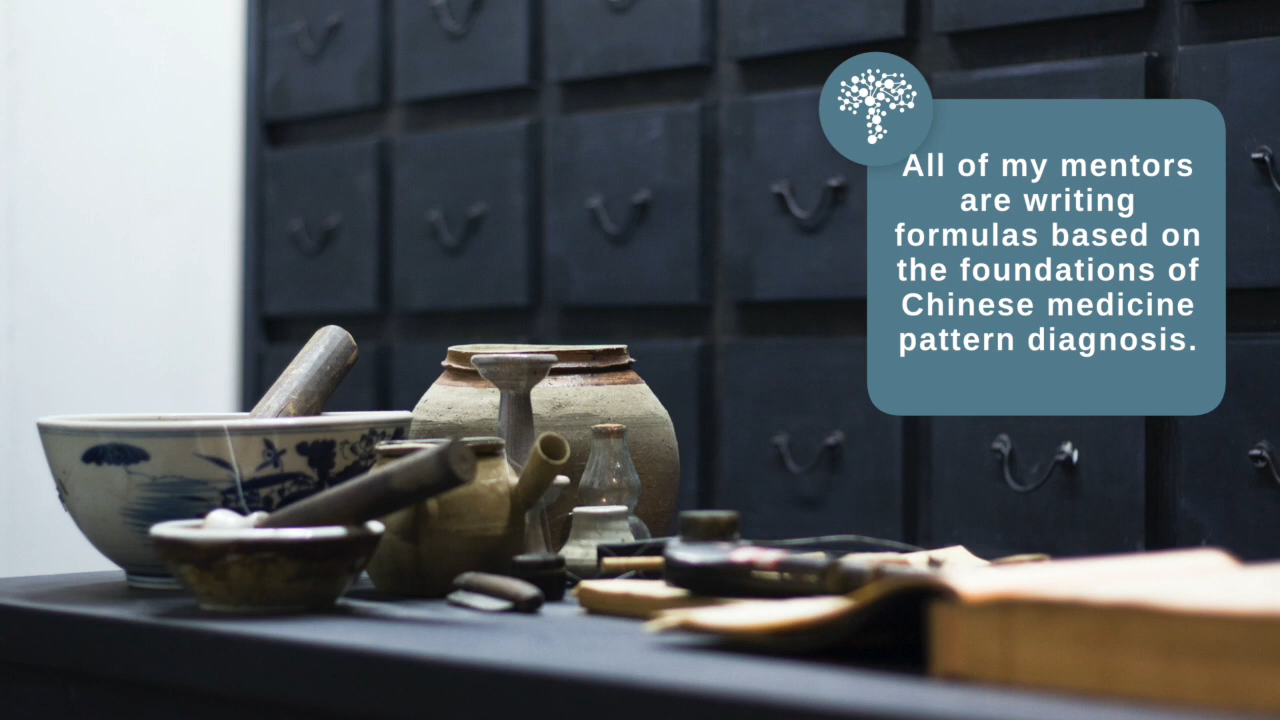 All of my mentors
are writing
formulas based on
the foundations of
Chinese medicine
pattern diagnosis.